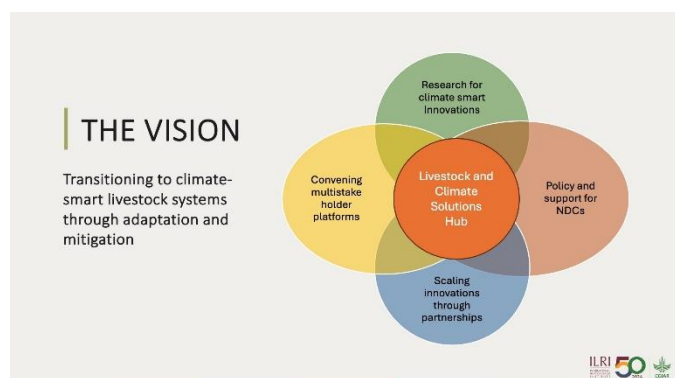 THE VISION
Transitioning to climate-
smart livestock systems
through adaptation and
mitigation
Research for
climate smart
Innovations
Convening
multistake
holder
platforms
Livestock and
Climate
Solutions
Hub
Policy and
support for
NDCs
Scaling
innovations
through
partnerships
ILRI
50
CGIAR